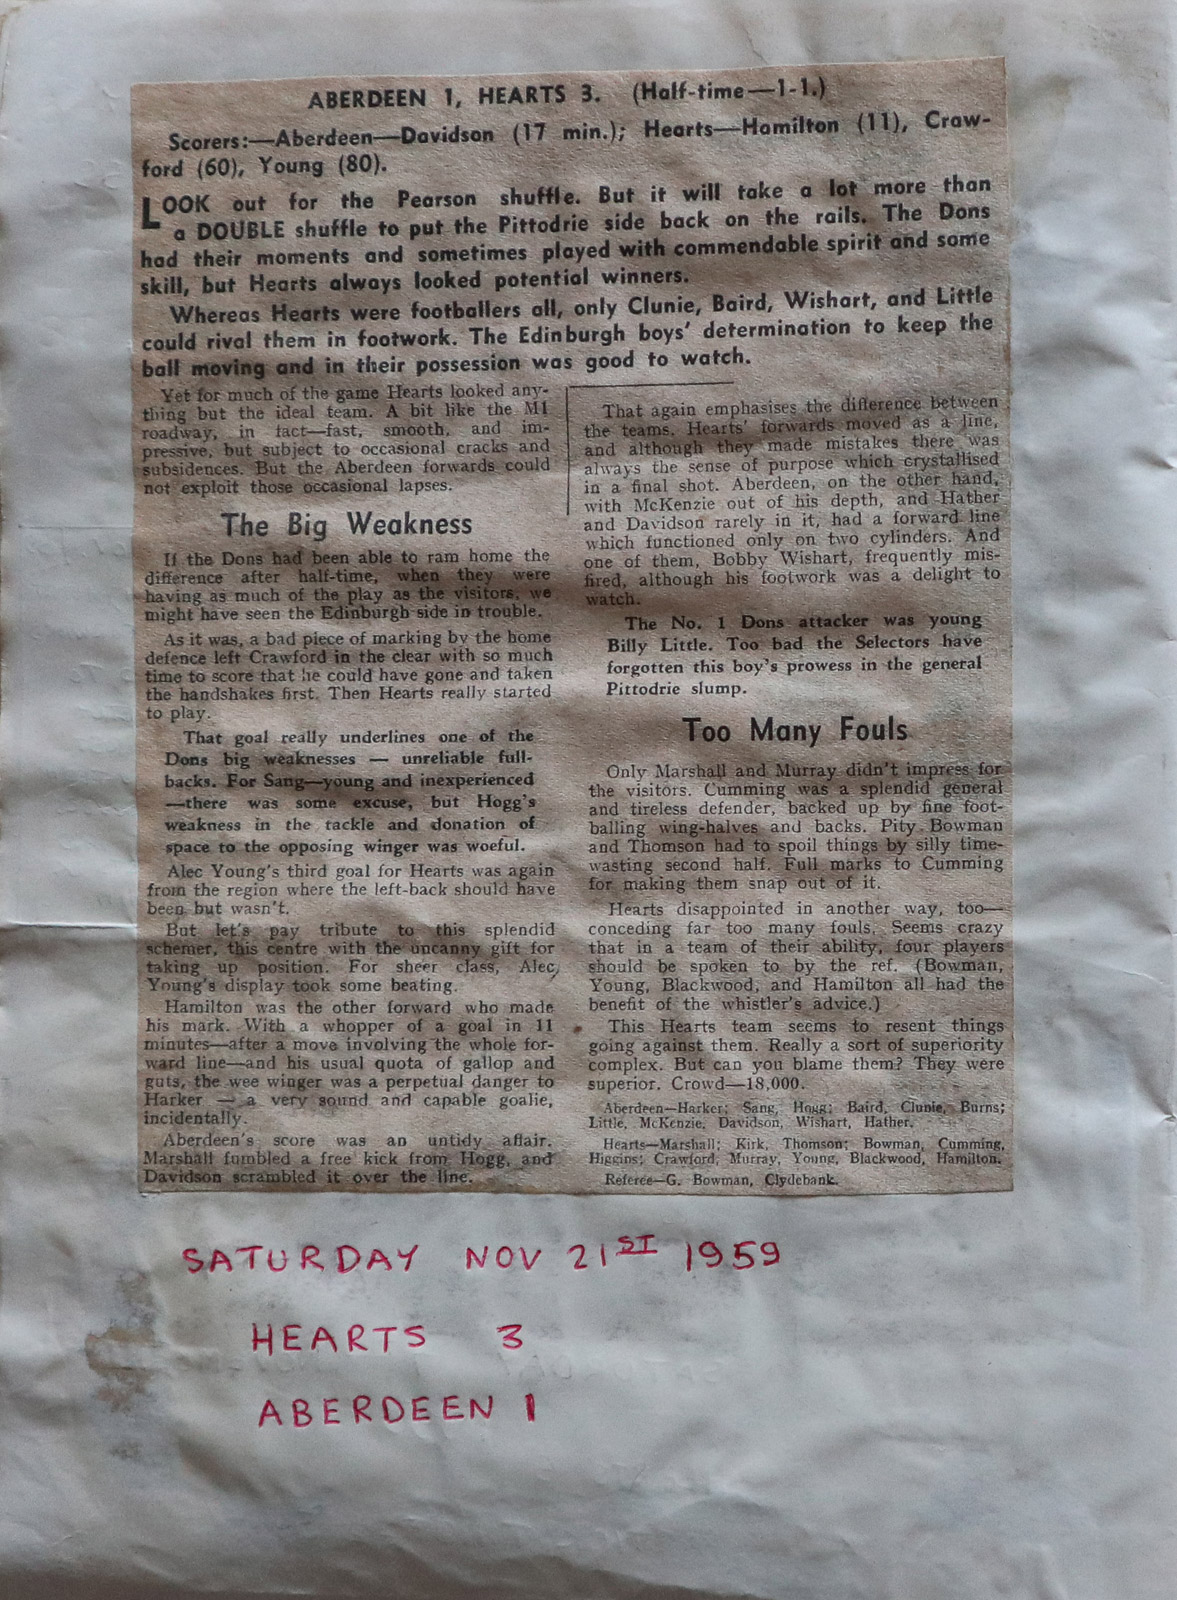 ABERDEEN 1, HEARTS 3. (Half-time—1-1.)
Scorers:—Aberdeen—Davidson (17 min.); Hearts—Hamilton (11), Craw-
ford (60), Young (80).
LOOK out for the Pearson shuffle. But it will take a lot more than
a DOUBLE shuffle to put the Pittodrie side back on the rails. The Dons
had their moments and sometimes played with commendable spirit and some
skill, but Hearts always looked potential winners.
Whereas Hearts were footballers all, only Clunie, Baird, Wishart, and Little
could rival them in footwork. The Edinburgh boys' determination to keep the
ball moving and in their possession was good to watch.
Yet for much of the game Hearts looked any-
thing but the ideal team. A bit like the M1
roadway, in fact—fast, smooth, and im-
pressive, but subject to occasional cracks and
subsidences. But the Aberdeen forwards could
not exploit those occasional lapses.
The Big Weakness
If the Dons had been able to ram home the
difference after half-time, when they were
having as much of the play as the visitors, we
might have seen the Edinburgh side in trouble.
As it was, a bad piece of marking by the home
defence left Crawford in the clear with so much
time to score that he could have gone and taken
the handshakes first. Then Hearts really started
to play.
That goal really underlines one of the
Dons big weaknesses — unreliable full-
backs. For Sang—young and inexperienced
—there was some excuse, but Hogg's
weakness in the tackle and donation of
space to the opposing winger was woeful.
Alec Young's third goal for Hearts was again
from the region where the left-back should have
been but wasn't.
But let's pay tribute to this splendid
schemer, this centre with the uncanny gift for
taking up position. For sheer class, Alec
Young's display took some beating.
Hamilton was the other forward who made
his mark. With a whopper of a goal in 11
minutes—after a move involving the whole for-
ward line—and his usual quota of gallop and
guts, the wee winger was a perpetual danger to
Harker — a very sound and capable goalie,
incidentally.
Aberdeen's score was an untidy affair.
Marshall fumbled a free kick from Hogg, and
Davidson scrambled it over the line.
That again emphasises the difference between
the teams. Hearts' forwards moved as a line,
and although they made mistakes there was
always the sense of purpose which crystallised
in a final shot. Aberdeen, on the other hand,
with McKenzie out of his depth, and Hather
and Davidson rarely in it, had a forward line
which functioned only on two cylinders. And
one of them, Bobby Wishart, frequently mis-
fired, although his footwork was a delight to
watch.
The No. 1 Dons attacker was young
Billy Little. Too bad the Selectors have
forgotten this boy's prowess in the general
Pittodrie slump.
Too Many Fouls
Only Marshall and Murray didn't impress for
the visitors. Cumming was a splendid general
and tireless defender, backed up by fine foot-
balling wing-halves and backs. Pity Bowman
and Thomson had to spoil things by silly time-
wasting second half. Full marks to Cumming
for making them snap out of it.
Hearts disappointed in another way, too—
conceding far too many fouls. Seems crazy
that in a team of their ability, four players
should be spoken to by the ref. (Bowman,
Young, Blackwood, and Hamilton all had the
benefit of the whistler's advice.)
This Hearts team seems to resent things
going against them. Really a sort of superiority
complex. But can you blame them? They were
superior. Crowd—18,000.
Aberdeen—Harker; Sang, Hogg; Baird, Clunie, Burns;
Little, McKenzie, Davidson, Wishart, Hather.
Hearts—Marshall; Kirk, Thomson; Bowman, Cumming,
Higgins; Crawford, Murray, Young, Blackwood, Hamilton.
Referee—G. Bowman, Clydebank.
SATURDAY NOV 21ST 1959
HEARTS 3
ABERDEEN 1